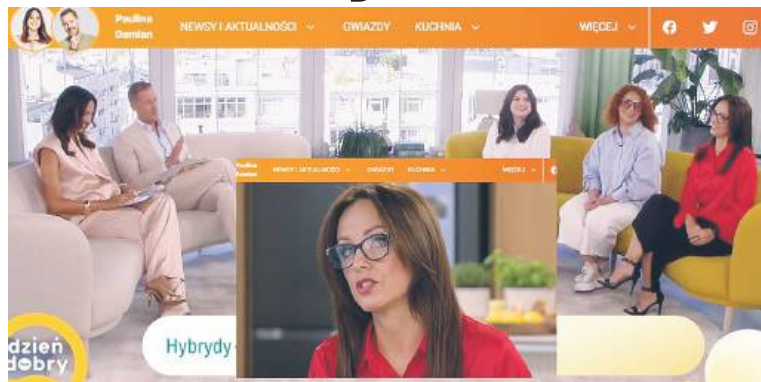 Paulina
Damian
NEWSY I AKTUALNOŚCI
GWIAZDY
KUCHNIA
WIĘCEJ
Paulina
Damian
NEWSY I AKTUALNOŚCI
GWIAZDY
KUCHNIA
WIĘCEJ
Hybrydy
dzień
dobry